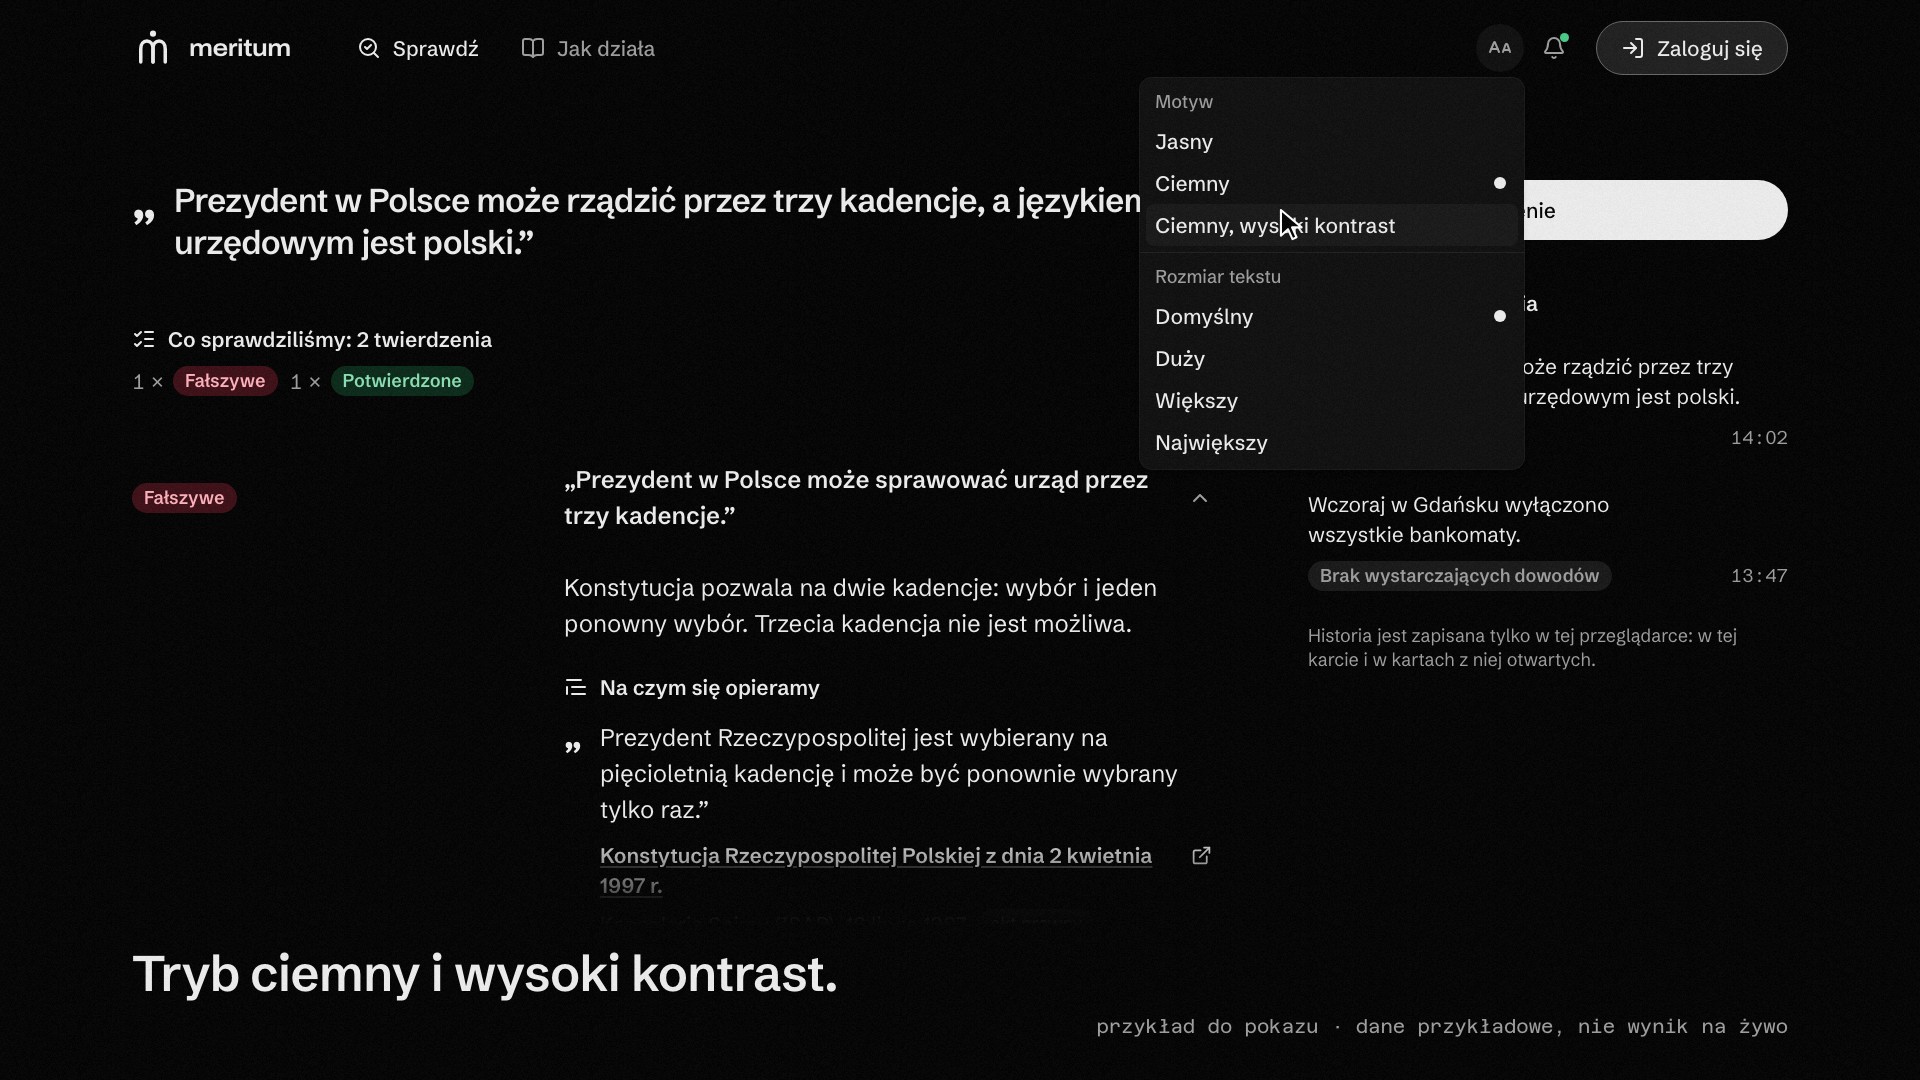 meritum
Sprawdź
Jak działa
AA
Zaloguj się
Motyw
Jasny
Ciemny
Ciemny, wysoki kontrast
Rozmiar tekstu
Domyślny
Duży
Większy
Największy
„Prezydent w Polsce może rządzić przez trzy kadencje, a językiem
urzędowym jest polski.”
Co sprawdziliśmy: 2 twierdzenia
1 × Fałszywe 1 × Potwierdzone
Fałszywe
„Prezydent w Polsce może sprawować urząd przez
trzy kadencje.”
Konstytucja pozwala na dwie kadencje: wybór i jeden
ponowny wybór. Trzecia kadencja nie jest możliwa.
Na czym się opieramy
„Prezydent Rzeczypospolitej jest wybierany na
pięcioletnią kadencję i może być ponownie wybrany
tylko raz.”
Konstytucja Rzeczypospolitej Polskiej z dnia 2 kwietnia
1997 r.
rządzić przez trzy
urzędowym jest polski.
14:02
Wczoraj w Gdańsku wyłączono
wszystkie bankomaty.
Brak wystarczających dowodów
13:47
Historia jest zapisana tylko w tej przeglądarce: w tej
karcie i w kartach z niej otwartych.
Tryb ciemny i wysoki kontrast.
przykład do pokazu · dane przykładowe, nie wynik na żywo